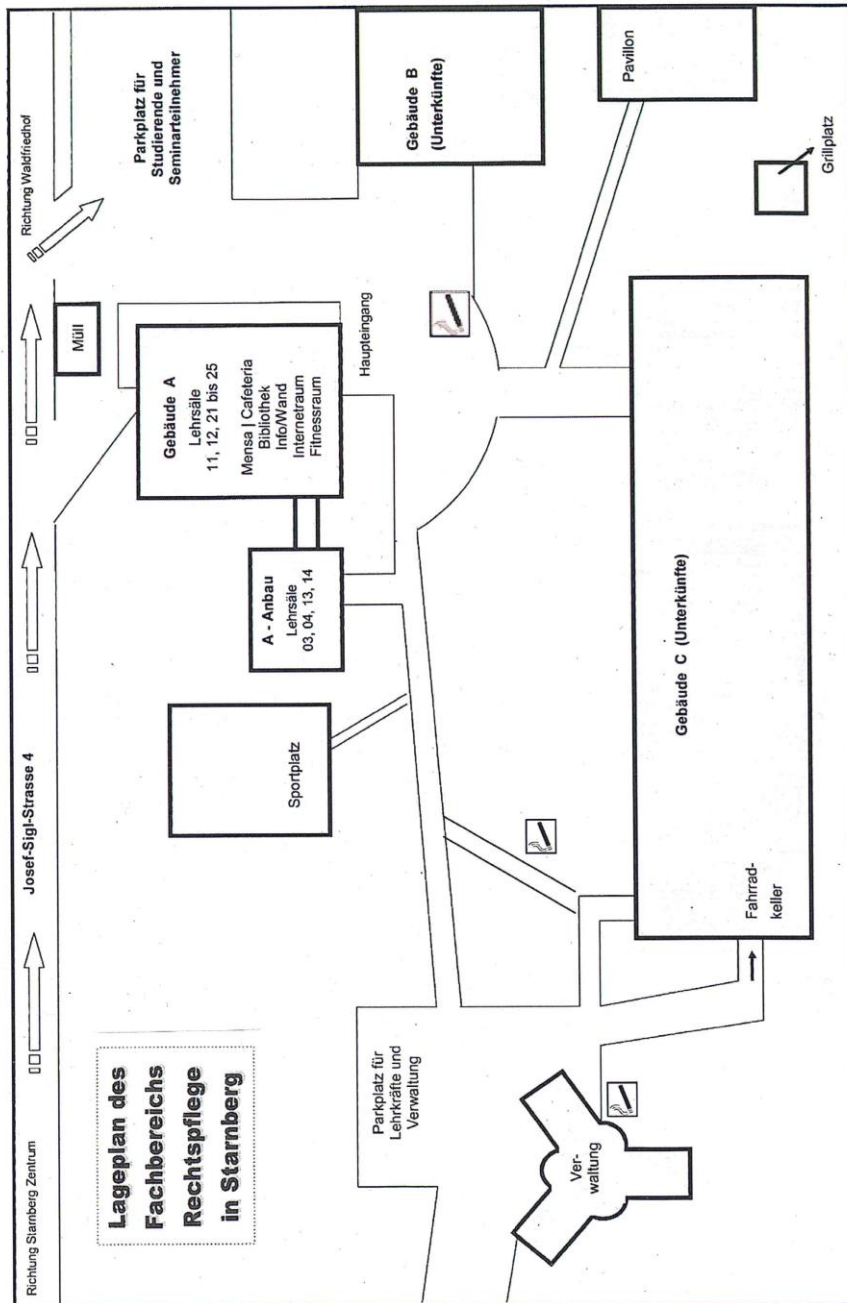 Richtung Starnberg Zentrum
Josef-Sigl-Strasse 4
Richtung Waldfriedhof
Lageplan des
Fachbereichs
Rechtspflege
in Starnberg
Müll
Parkplatz für
Studierende und
Seminarteilnehmer
Gebäude A
Lehrsäle
11, 12, 21 bis 25
Mensa | Cafeteria
Bibliothek
Info/Wand
Internetraum
Fitnessraum
Haupteingang
A - Anbau
Lehrsäle
03, 04, 13, 14
Sportplatz
Gebäude B
(Unterkünfte)
Pavillon
Grillplatz
Parkplatz für
Lehrkräfte und
Verwaltung
Ver-
waltung
Gebäude C (Unterkünfte)
Fahrrad-
keller